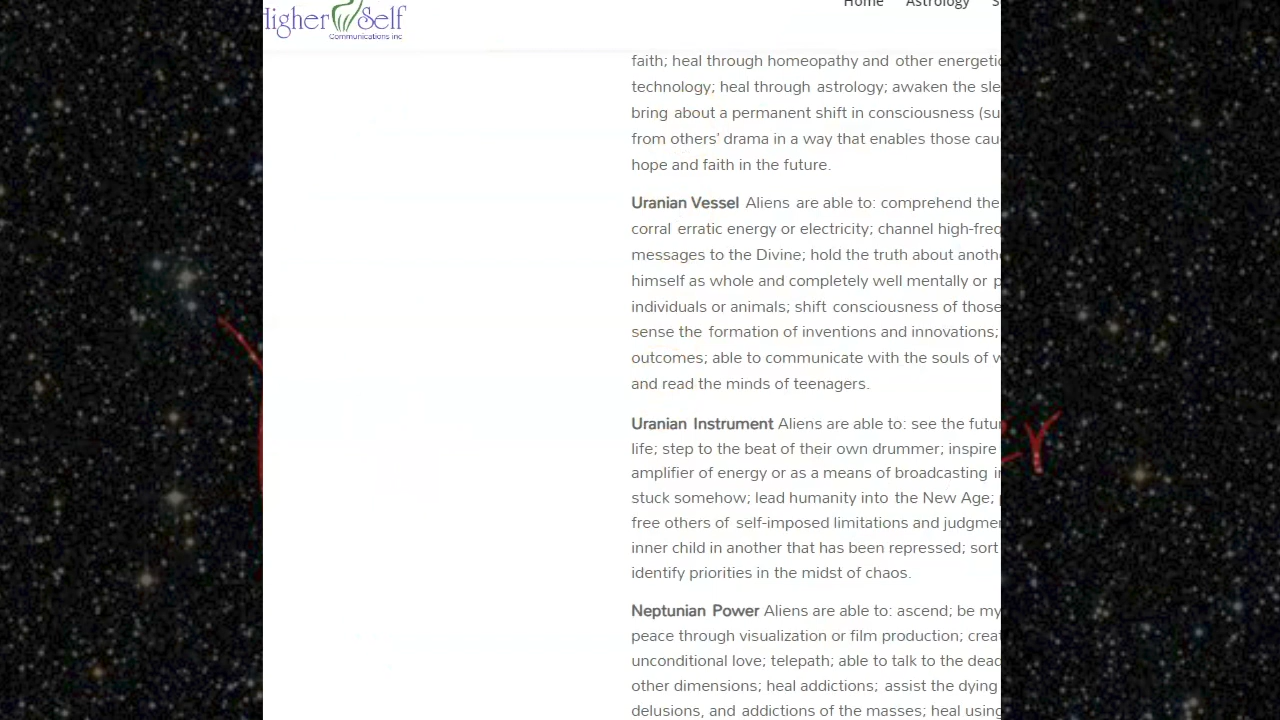 Higher Self
Communications inc
Home Astrology S
faith; heal through homeopathy and other energetic
technology; heal through astrology; awaken the sle
bring about a permanent shift in consciousness (su
from others' drama in a way that enables those cau
hope and faith in the future.
Uranian Vessel Aliens are able to: comprehend the
corral erratic energy or electricity; channel high-freq
messages to the Divine; hold the truth about anothe
himself as whole and completely well mentally or p
individuals or animals; shift consciousness of those
sense the formation of inventions and innovations;
outcomes; able to communicate with the souls of w
and read the minds of teenagers.
Uranian Instrument Aliens are able to: see the futur
life; step to the beat of their own drummer; inspire
amplifier of energy or as a means of broadcasting in
stuck somehow; lead humanity into the New Age; p
free others of self-imposed limitations and judgmen
inner child in another that has been repressed; sort
identify priorities in the midst of chaos.
Neptunian Power Aliens are able to: ascend; be my
peace through visualization or film production; creat
unconditional love; telepath; able to talk to the dead
other dimensions; heal addictions; assist the dying
delusions, and addictions of the masses; heal using